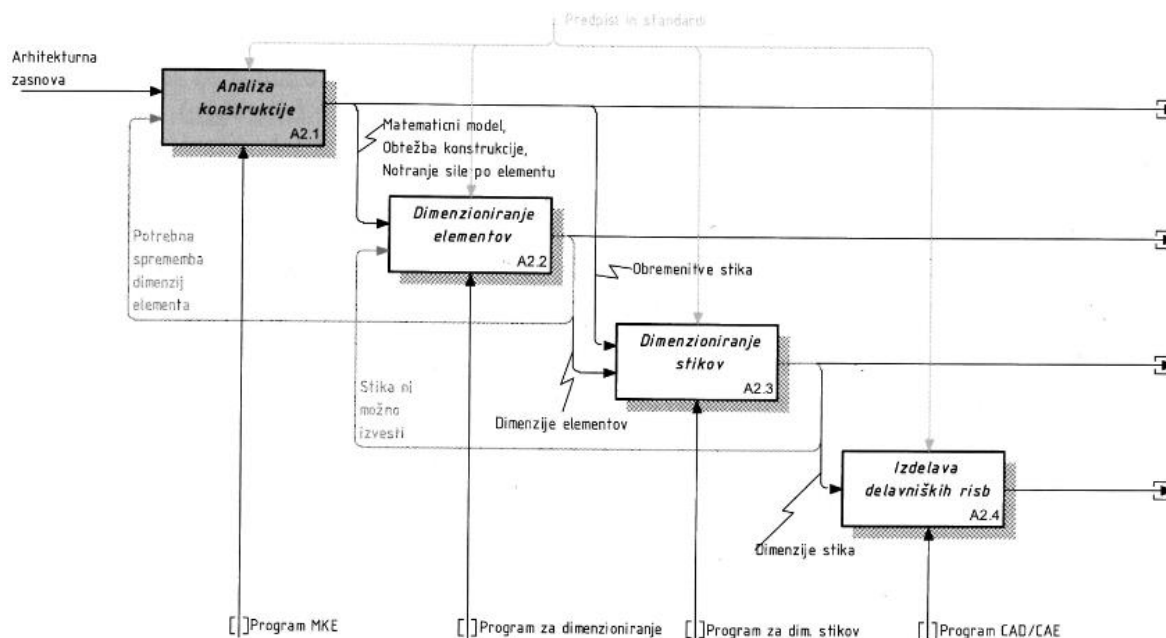 Predpisi in standardi
Arhitekturna
zasnova
Analiza
konstrukcije
A2.1
Matematicni model,
Obtežba konstrukcije,
Notranje sile po elementu
Dimenzioniranje
elementov
A2.2
Potrebna
sprememba
dimenzij
elementa
Obremenitve stika
Dimenzioniranje
stikov
A2.3
Stika ni
možno
izvesti
Dimenzije elementov
Izdelava
delavniških risb
A2.4
Dimenzije stika
[ ]Program MKE
[ ]Program za dimenzioniranje
[ ]Program za dim. stikov
[ ]Program CAD/CAE